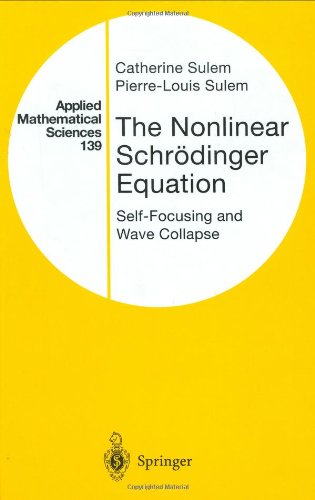 Catherine Sulem
Pierre-Louis Sulem
Applied
Mathematical
Sciences
139
The Nonlinear
Schrödinger
Equation
Self-Focusing and
Wave Collapse
Springer